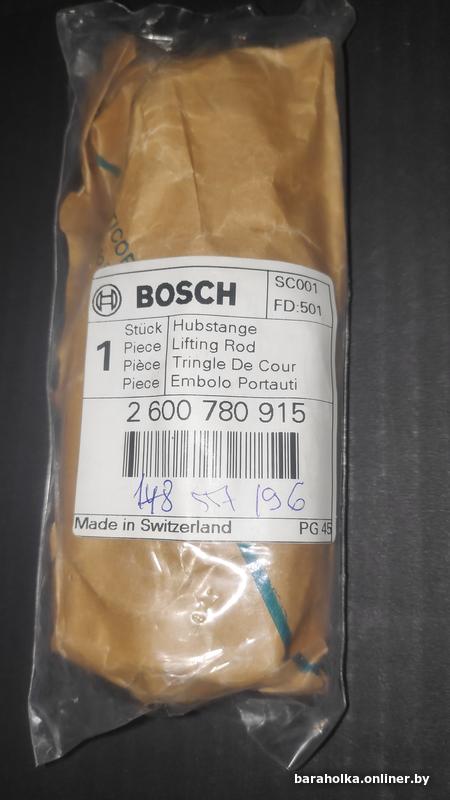 BOSCH
SC001
FD:501
1
Stück Hubstange
Piece Lifting Rod
Pièce Tringle De Cour
Piece Embolo Portauti
2 600 780 915
148 57 196
Made in Switzerland PG 45
baraholka.onliner.by